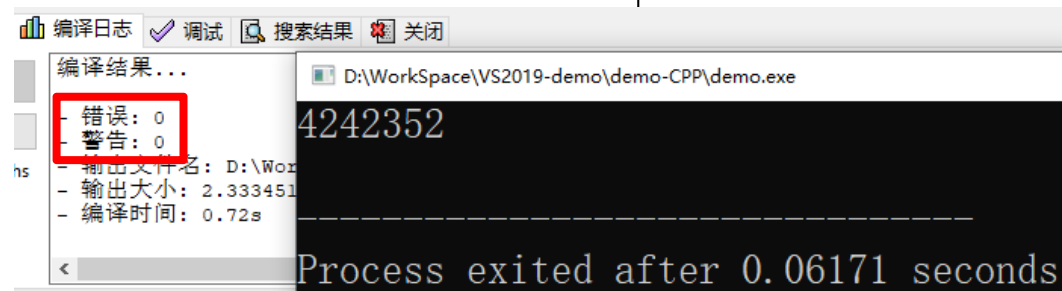 编译日志 调试 搜索结果 关闭
编译结果...
D:\WorkSpace\VS2019-demo\demo-CPP\demo.exe
- 错误: 0
- 警告: 0
4242352
hs
- 输出文件名: D:\Wor
- 输出大小: 2.333451
- 编译时间: 0.72s
--------------------------------
Process exited after 0.06171 seconds